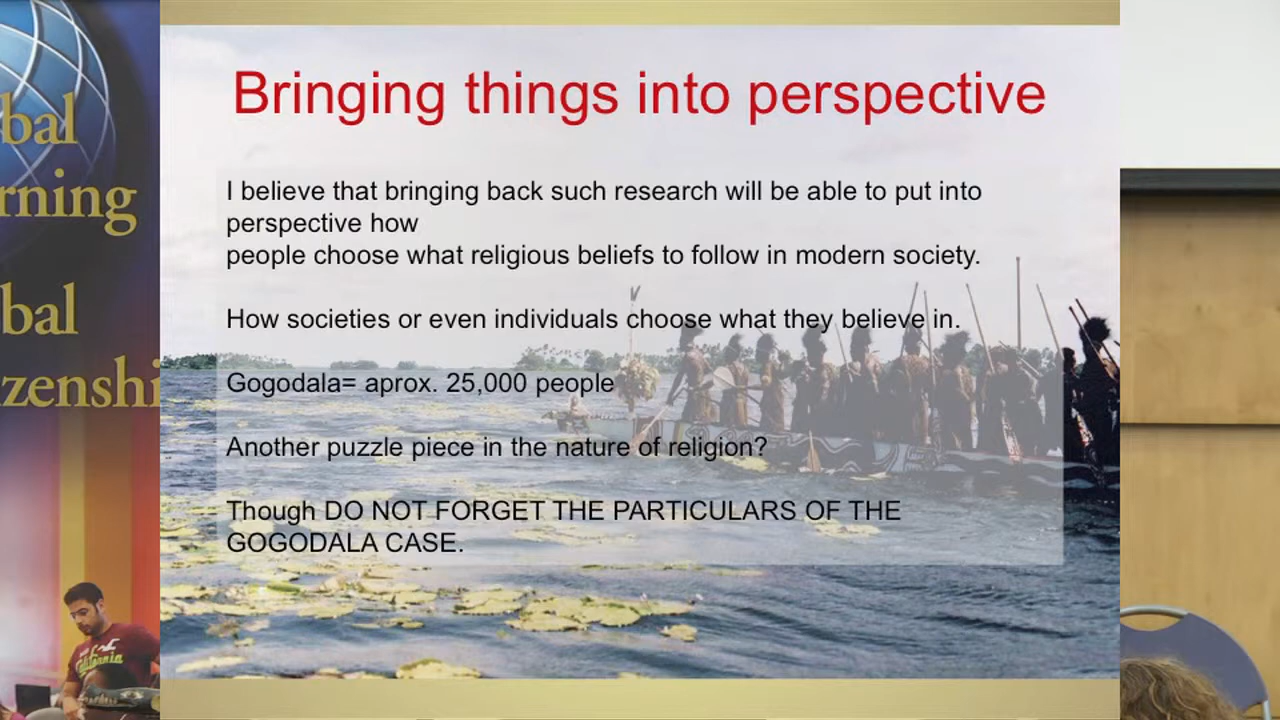 Bringing things into perspective
I believe that bringing back such research will be able to put into
perspective how
people choose what religious beliefs to follow in modern society.
How societies or even individuals choose what they believe in.
Gogodala= aprox. 25,000 people
Another puzzle piece in the nature of religion?
Though DO NOT FORGET THE PARTICULARS OF THE
GOGODALA CASE.
bal
rning
bal
zenshi
California